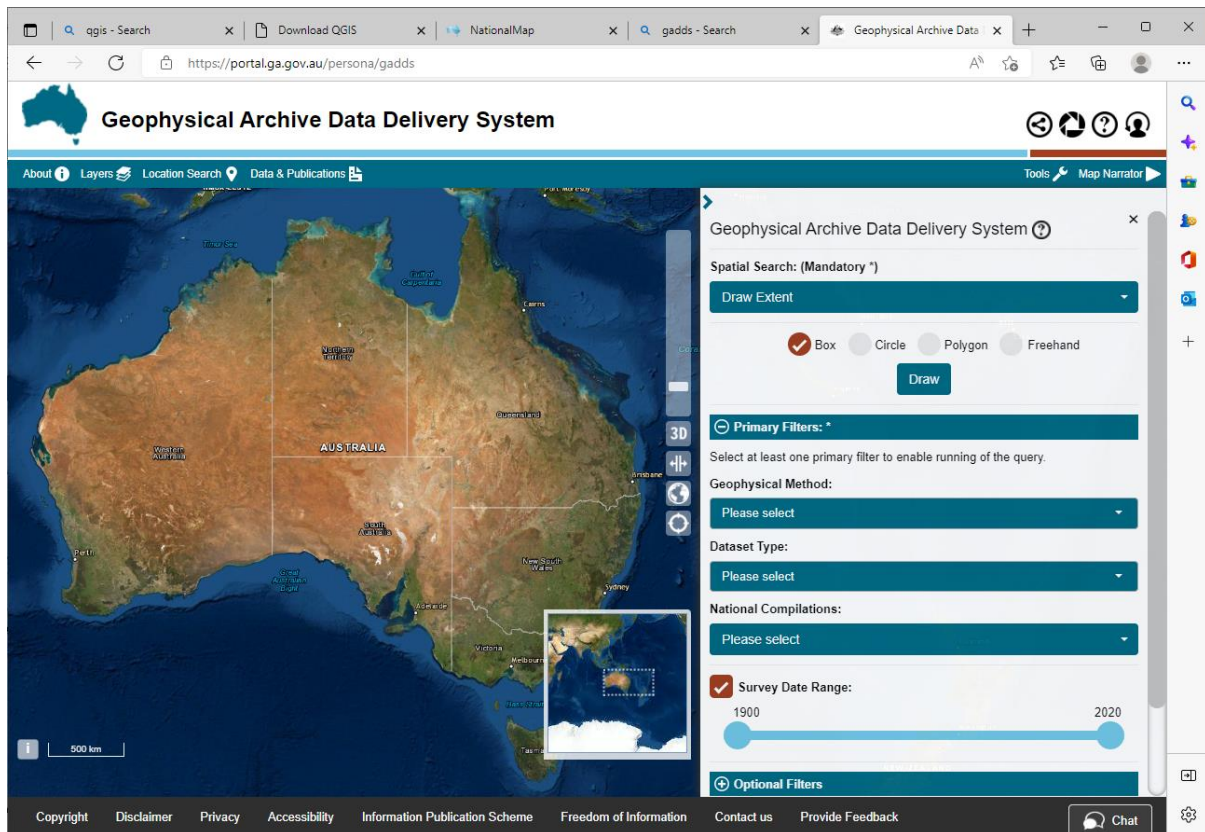 qgis - Search
Download QGIS
NationalMap
gadds - Search
Geophysical Archive Data
https://portal.ga.gov.au/persona/gadds
Geophysical Archive Data Delivery System
About Layers Location Search Data & Publications
Tools Map Narrator
Port Moresby
Timor Sea
Gulf of Carpentaria
Cairns
Northern Territory
Queensland
Western Australia
AUSTRALIA
Brisbane
South Australia
Perth
Great Australian Bight
New South Wales
Sydney
Adelaide
Victoria
Melbourn
Bass Strait
Tasma
3D
500 km
Geophysical Archive Data Delivery System
Spatial Search: (Mandatory *)
Draw Extent
Box Circle Polygon Freehand
Draw
Primary Filters: *
Select at least one primary filter to enable running of the query.
Geophysical Method:
Please select
Dataset Type:
Please select
National Compilations:
Please select
Survey Date Range:
1900 2020
Optional Filters
Copyright Disclaimer Privacy Accessibility Information Publication Scheme Freedom of Information Contact us Provide Feedback
Chat